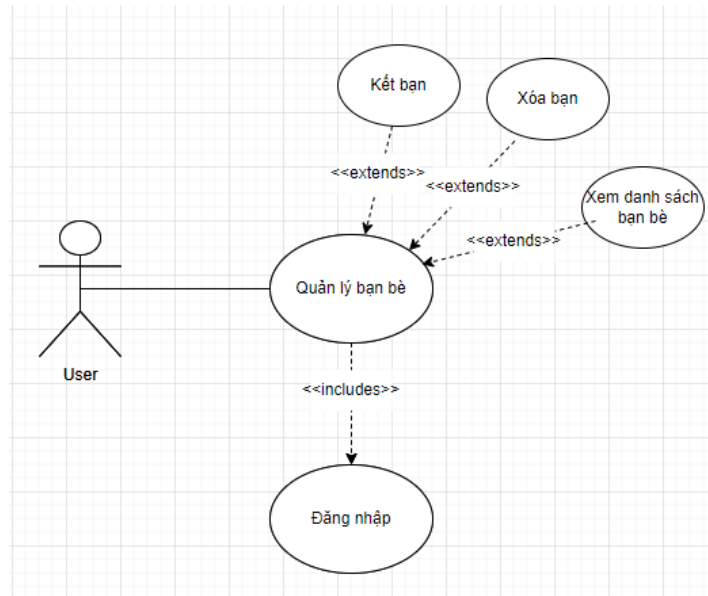 Kết bạn
Xóa bạn
<<extends>>
<<extends>>
Xem danh sách
bạn bè
<<extends>>
Quản lý bạn bè
User
<<includes>>
Đăng nhập